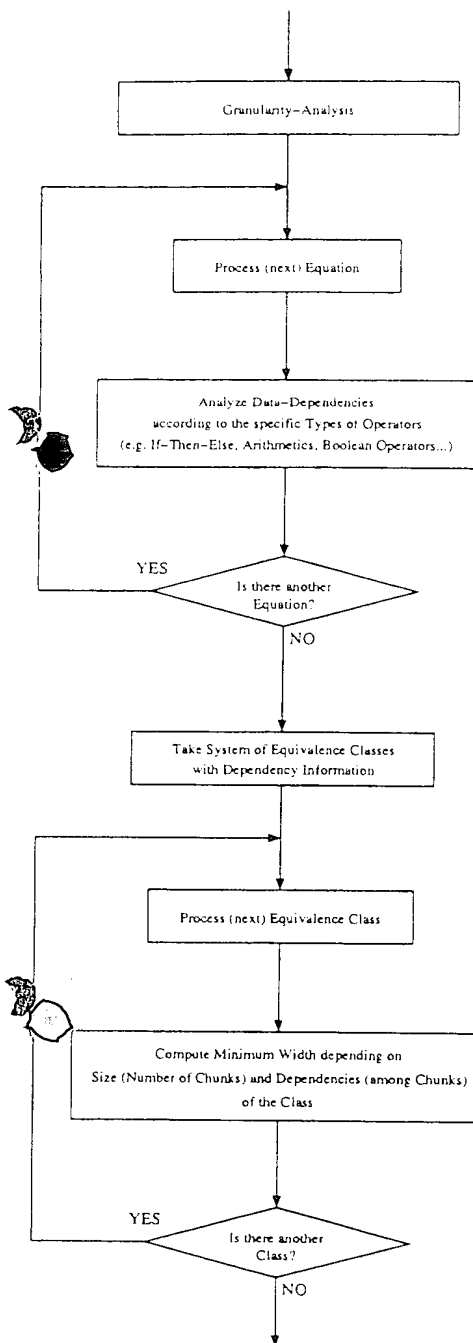 Granularity-Analysis
Process (next) Equation
Analyze Data-Dependencies
according to the specific Types of Operators
(e.g. If-Then-Else, Arithmetics, Boolean Operators...)
YES
Is there another
Equation?
NO
Take System of Equivalence Classes
with Dependency Information
Process (next) Equivalence Class
Compute Minimum Width depending on
Size (Number of Chunks) and Dependencies (among Chunks)
of the Class
YES
Is there another
Class?
NO